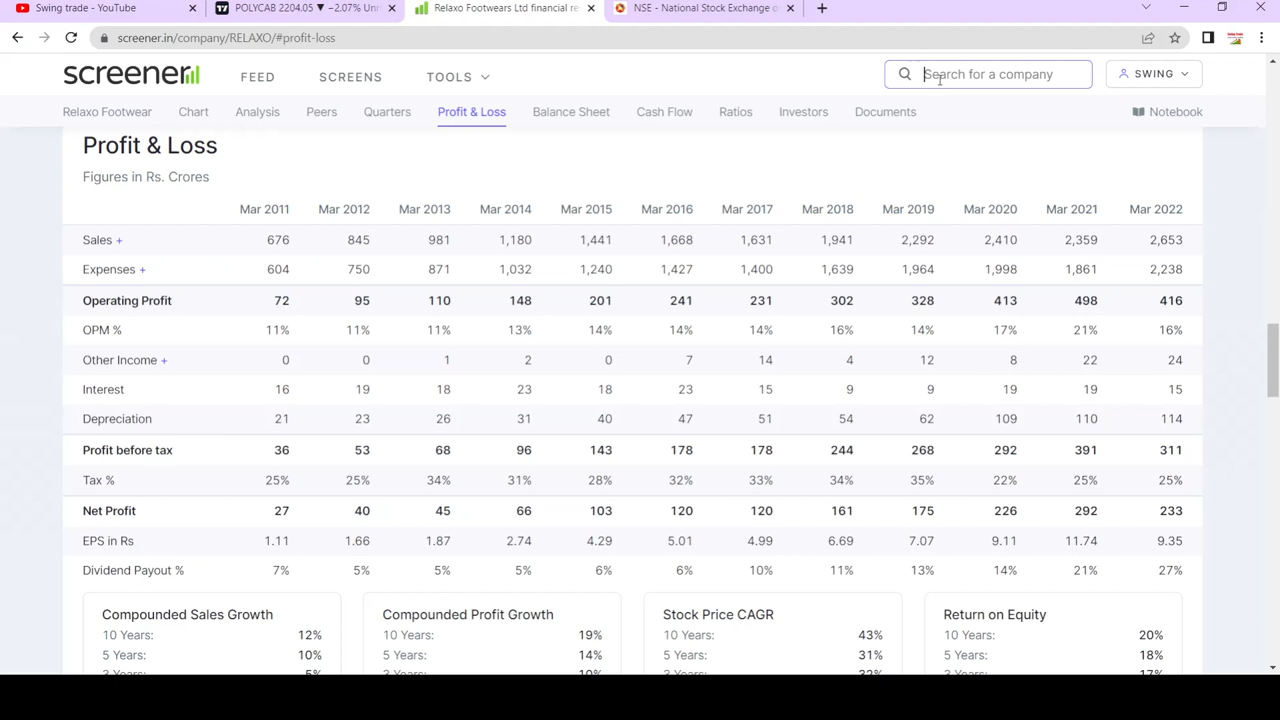 Swing trade - YouTube
POLYCAB 2204.05 ▼ −2.07% Unn
Relaxo Footwears Ltd financial re
NSE - National Stock Exchange o
screener.in/company/RELAXO/#profit-loss
screener FEED SCREENS TOOLS Search for a company SWING
Relaxo Footwear Chart Analysis Peers Quarters Profit & Loss Balance Sheet Cash Flow Ratios Investors Documents Notebook
Profit & Loss
Figures in Rs. Crores
Mar 2011 Mar 2012 Mar 2013 Mar 2014 Mar 2015 Mar 2016 Mar 2017 Mar 2018 Mar 2019 Mar 2020 Mar 2021 Mar 2022
Sales + 676 845 981 1,180 1,441 1,668 1,631 1,941 2,292 2,410 2,359 2,653
Expenses + 604 750 871 1,032 1,240 1,427 1,400 1,639 1,964 1,998 1,861 2,238
Operating Profit 72 95 110 148 201 241 231 302 328 413 498 416
OPM % 11% 11% 11% 13% 14% 14% 14% 16% 14% 17% 21% 16%
Other Income + 0 0 1 2 0 7 14 4 12 8 22 24
Interest 16 19 18 23 18 23 15 9 9 19 19 15
Depreciation 21 23 26 31 40 47 51 54 62 109 110 114
Profit before tax 36 53 68 96 143 178 178 244 268 292 391 311
Tax % 25% 25% 34% 31% 28% 32% 33% 34% 35% 22% 25% 25%
Net Profit 27 40 45 66 103 120 120 161 175 226 292 233
EPS in Rs 1.11 1.66 1.87 2.74 4.29 5.01 4.99 6.69 7.07 9.11 11.74 9.35
Dividend Payout % 7% 5% 5% 5% 6% 6% 10% 11% 13% 14% 21% 27%
Compounded Sales Growth Compounded Profit Growth Stock Price CAGR Return on Equity
10 Years: 12% 10 Years: 19% 10 Years: 43% 10 Years: 20%
5 Years: 10% 5 Years: 14% 5 Years: 31% 5 Years: 18%
3 Years: 5% 3 Years: 10% 3 Years: 32% 3 Years: 17%